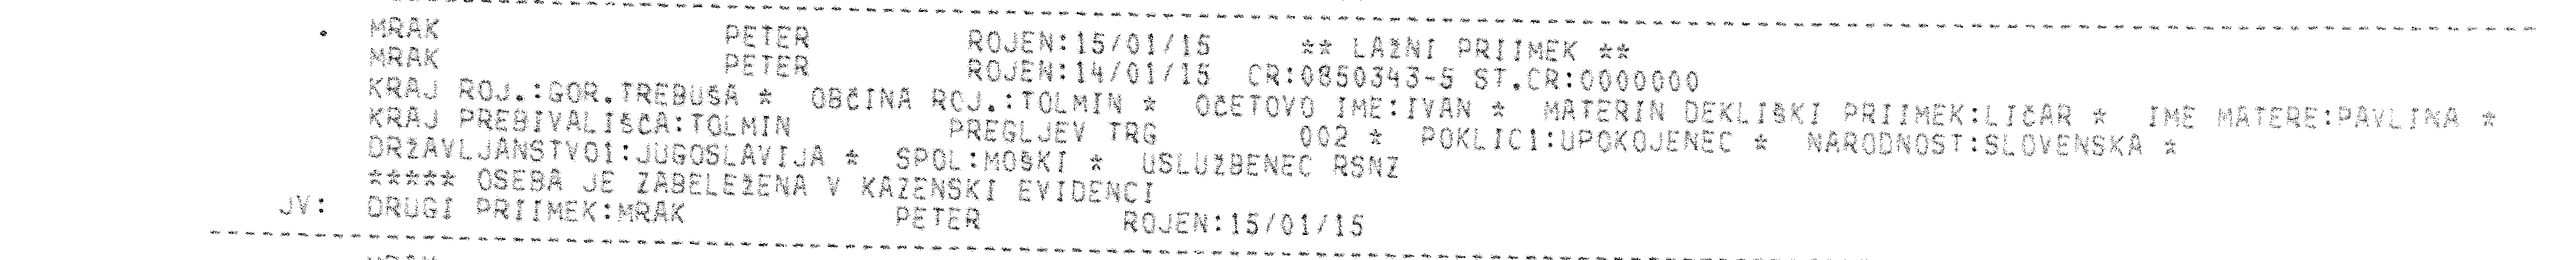 MRAK PETER ROJEN:15/01/15 ** LAŽNI PRIIMEK **
MRAK PETER ROJEN:14/01/15 CR:0850343-5 ST.CR:0000000
KRAJ ROJ.:GOR.TREBUŠA * OBČINA ROJ.:TOLMIN * OČETOVO IME:IVAN * MATERIN DEKLIŠKI PRIIMEK:LIČAR * IME MATERE:PAVLINA *
KRAJ PREBIVALIŠČA:TOLMIN PREGLJEV TRG 002 * POKLIC1:UPOKOJENEC * NARODNOST:SLOVENSKA *
DRŽAVLJANSTVO1:JUGOSLAVIJA * SPOL:MOŠKI * USLUŽBENEC RSNZ
***** OSEBA JE ZABELEŽENA V KAZENSKI EVIDENCI
JV: DRUGI PRIIMEK:MRAK PETER ROJEN:15/01/15